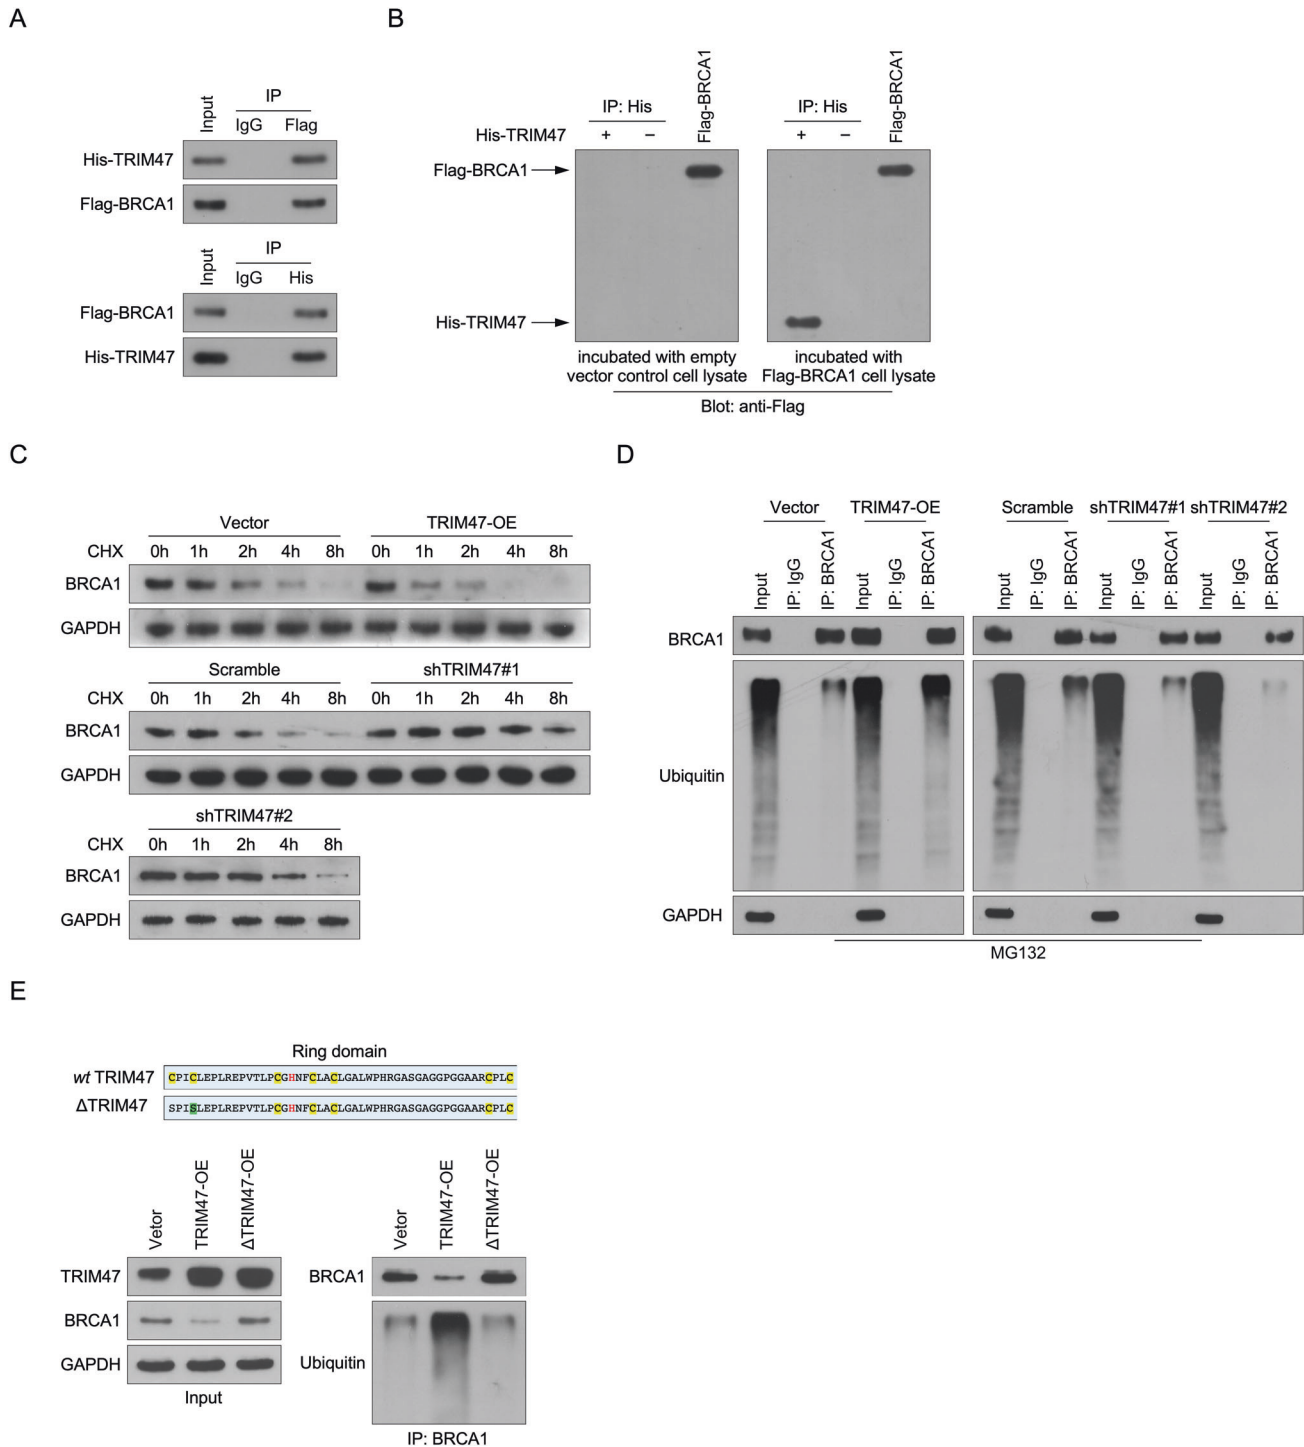 A
IP
Input
IgG
Flag
His-TRIM47
Flag-BRCA1
IP
Input
IgG
His
Flag-BRCA1
His-TRIM47
B
IP: His
Flag-BRCA1
IP: His
Flag-BRCA1
His-TRIM47
+
–
+
–
Flag-BRCA1
His-TRIM47
incubated with empty
vector control cell lysate
incubated with
Flag-BRCA1 cell lysate
Blot: anti-Flag
C
Vector
TRIM47-OE
CHX 0h 1h 2h 4h 8h 0h 1h 2h 4h 8h
BRCA1
GAPDH
Scramble
shTRIM47#1
CHX 0h 1h 2h 4h 8h 0h 1h 2h 4h 8h
BRCA1
GAPDH
shTRIM47#2
CHX 0h 1h 2h 4h 8h
BRCA1
GAPDH
D
Vector
TRIM47-OE
Scramble
shTRIM47#1
shTRIM47#2
Input
IP: IgG
IP: BRCA1
Input
IP: IgG
IP: BRCA1
Input
IP: IgG
IP: BRCA1
Input
IP: IgG
IP: BRCA1
Input
IP: IgG
IP: BRCA1
BRCA1
Ubiquitin
GAPDH
MG132
E
Ring domain
wt TRIM47 CPICLEPLREPVTLPCGHNFCLACLGALWPHRGASGAGGPGGAARCPLC
ΔTRIM47 SPISLEPLREPVTLPCGHNFCLACLGALWPHRGASGAGGPGGAARCPLC
Vetor
TRIM47-OE
ΔTRIM47-OE
TRIM47
BRCA1
GAPDH
Input
Vetor
TRIM47-OE
ΔTRIM47-OE
BRCA1
Ubiquitin
IP: BRCA1